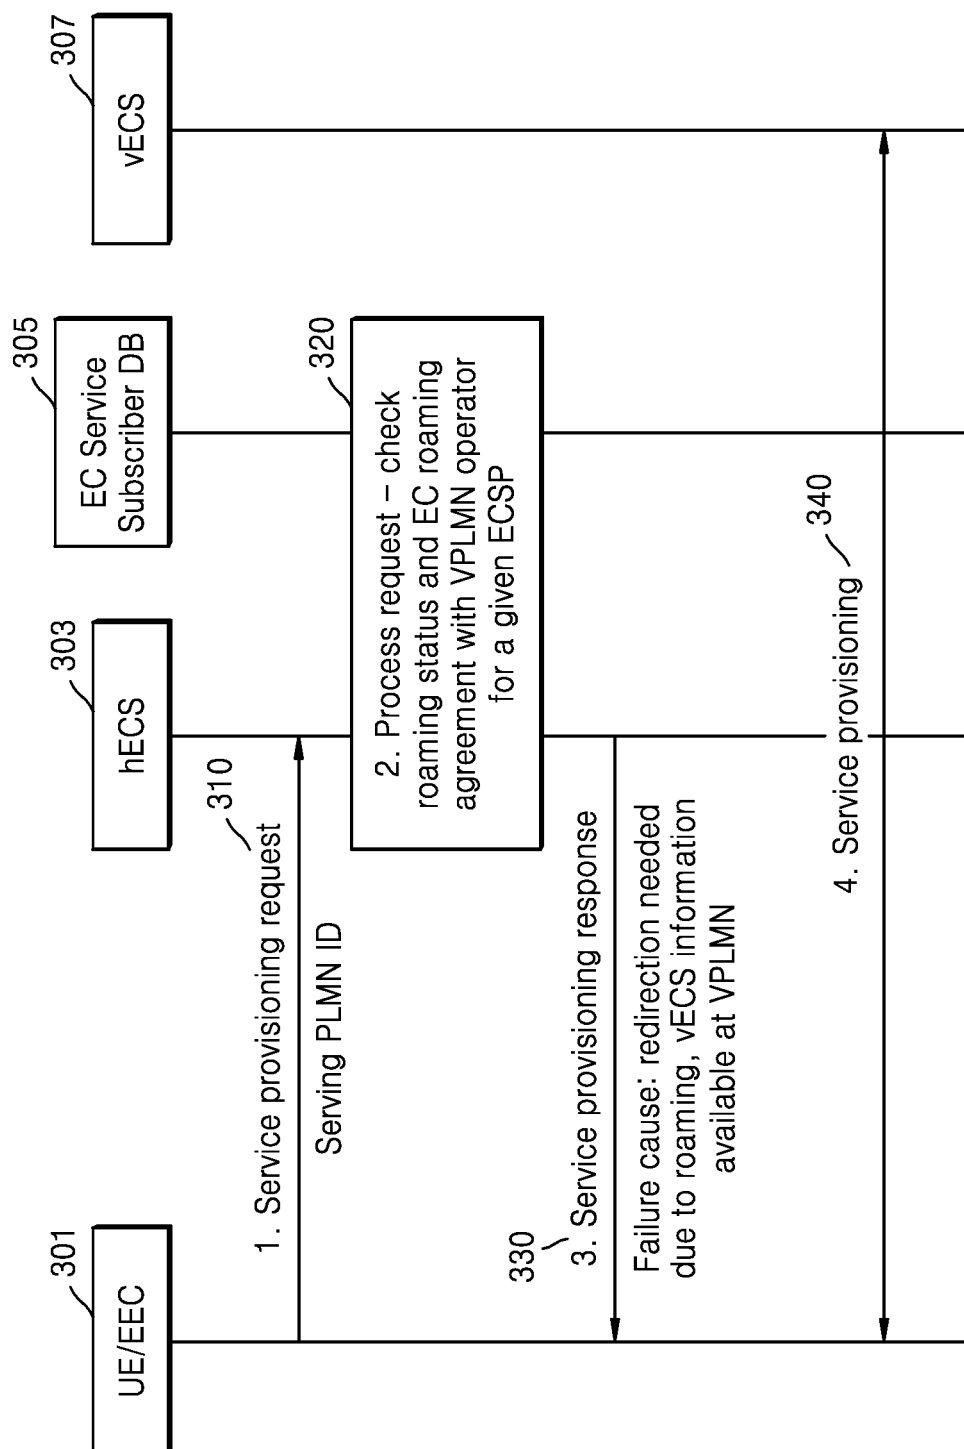 301
UE/EEC
303
hECS
305
EC Service
Subscriber DB
307
vECS
1. Service provisioning request
310
Serving PLMN ID
320
2. Process request – check
roaming status and EC roaming
agreement with VPLMN operator
for a given ECSP
330
3. Service provisioning response
Failure cause: redirection needed
due to roaming, vECS information
available at VPLMN
4. Service provisioning
340